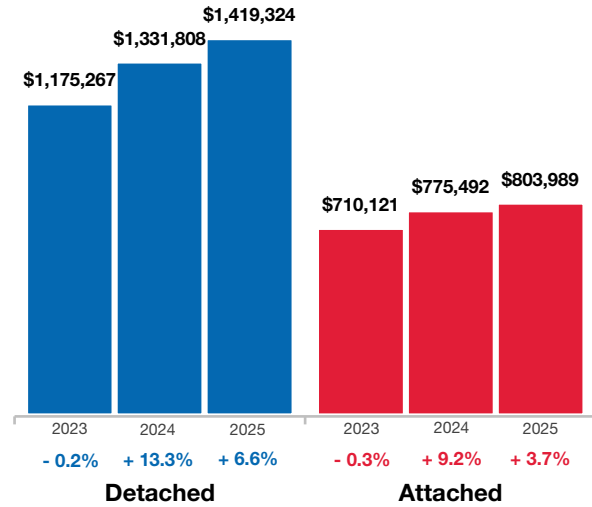 $1,419,324
$1,331,808
$1,175,267
$803,989
$775,492
$710,121
2023 2024 2025 2023 2024 2025
- 0.2% + 13.3% + 6.6% - 0.3% + 9.2% + 3.7%
Detached Attached